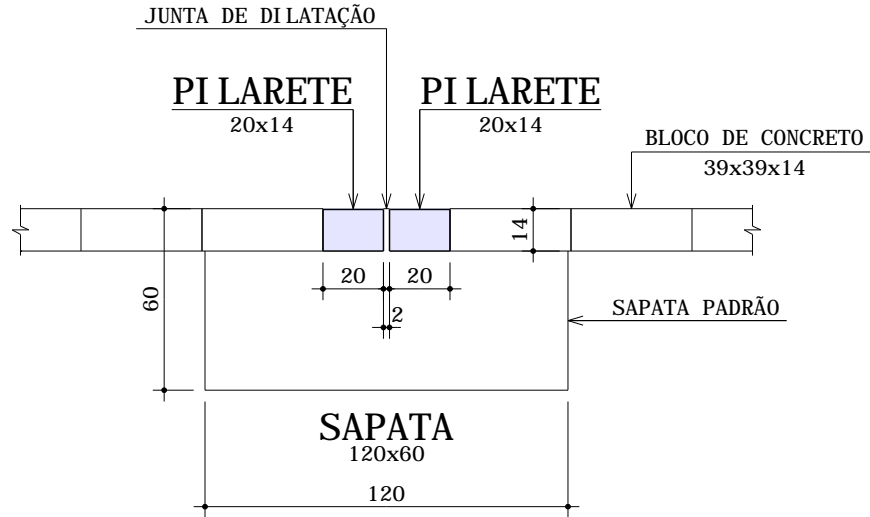 JUNTA DE DILATAÇÃO
PILARETE
20x14
PILARETE
20x14
BLOCO DE CONCRETO
39x39x14
14
20
20
2
60
SAPATA PADRÃO
SAPATA
120x60
120